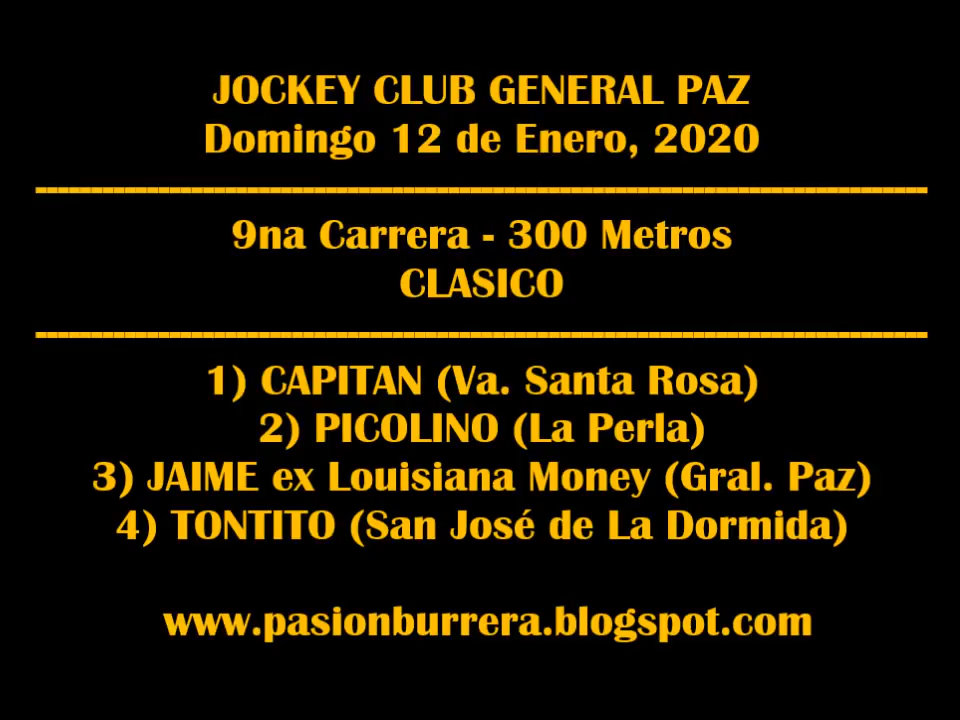 JOCKEY CLUB GENERAL PAZ
Domingo 12 de Enero, 2020
9na Carrera - 300 Metros
CLASICO
1) CAPITAN (Va. Santa Rosa)
2) PICOLINO (La Perla)
3) JAIME ex Louisiana Money (Gral. Paz)
4) TONTITO (San José de La Dormida)
www.pasionburrera.blogspot.com